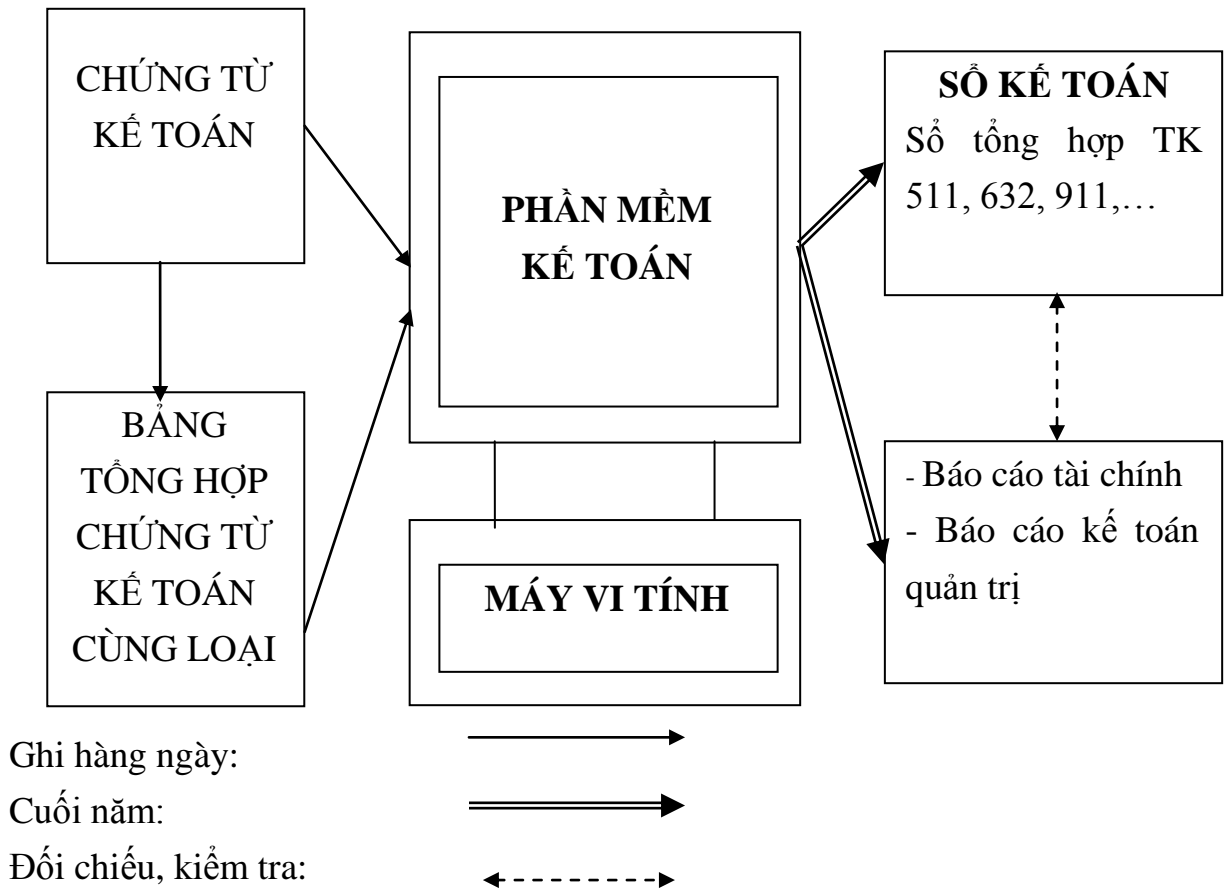 CHỨNG TỪ
KẾ TOÁN
BẢNG
TỔNG HỢP
CHỨNG TỪ
KẾ TOÁN
CÙNG LOẠI
PHẦN MỀM
KẾ TOÁN
MÁY VI TÍNH
SỔ KẾ TOÁN
Sổ tổng hợp TK
511, 632, 911,…
- Báo cáo tài chính
- Báo cáo kế toán
quản trị
Ghi hàng ngày:
Cuối năm:
Đối chiếu, kiểm tra: